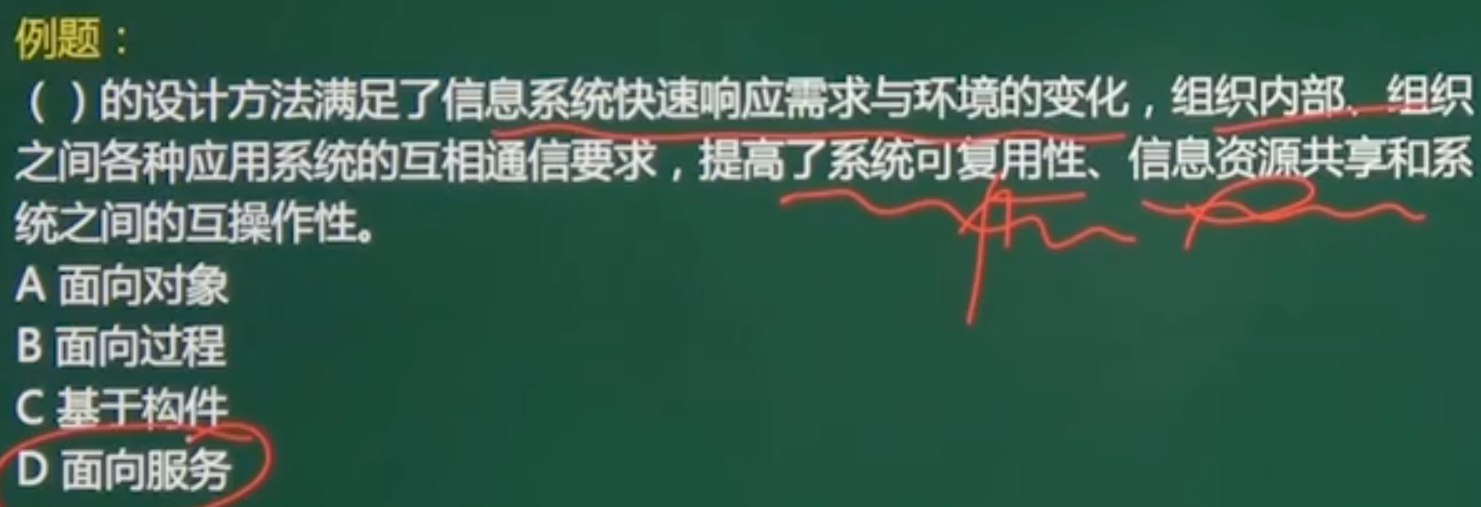 例题：
（ ）的设计方法满足了信息系统快速响应需求与环境的变化，组织内部、组织
之间各种应用系统的互相通信要求，提高了系统可复用性、信息资源共享和系
统之间的互操作性。
A 面向对象
B 面向过程
C 基于构件
D 面向服务